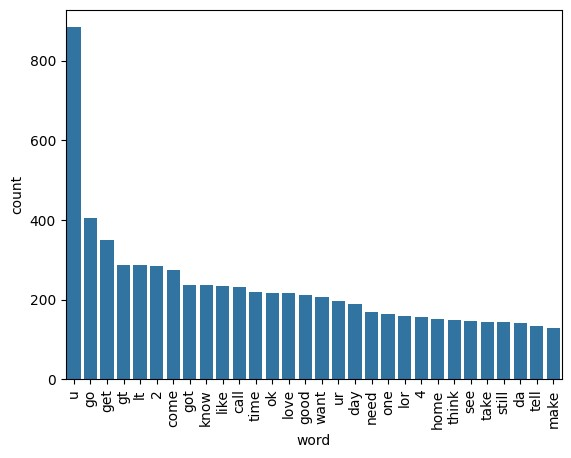 800
600
400
200
0
count
u
go
get
gt
lt
2
come
got
know
like
call
time
ok
love
good
want
ur
day
need
one
lor
4
home
think
see
take
still
da
tell
make
word